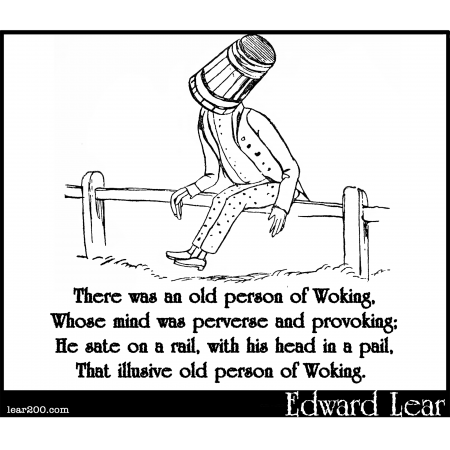 There was an old person of Woking,
Whose mind was perverse and provoking;
He sate on a rail, with his head in a pail,
That illusive old person of Woking.
lear200.com
Edward Lear